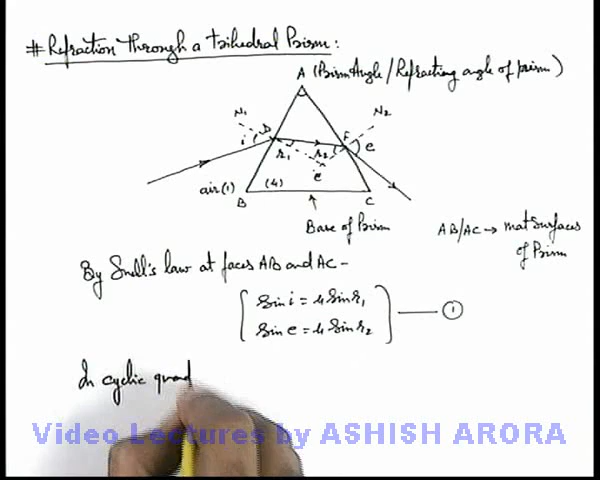 # Refraction Through a trihedral Prism:
A (Prism Angle / Refracting angle of prism)
N₁
N₂
i
D
F
r₁
r₂
e
e
air (1)
(μ)
B
C
Base of Prism
AB/AC → mat surfaces
of Prism
By Snell's law at faces AB and AC -
sin i = μ sin r₁
sin e = μ sin r₂
①
In cyclic quad
Video Lectures by ASHISH ARORA